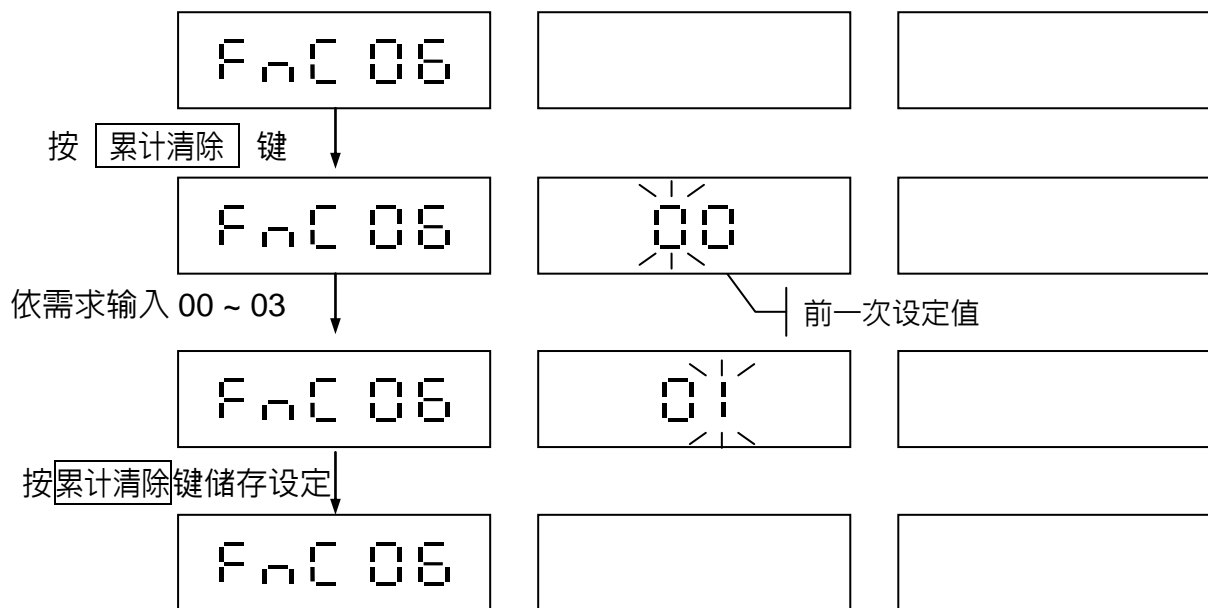 FnC 06
按 累计清除 键
FnC 06 00
依需求输入 00 ~ 03
前一次设定值
FnC 06 01
按累计清除键储存设定
FnC 06